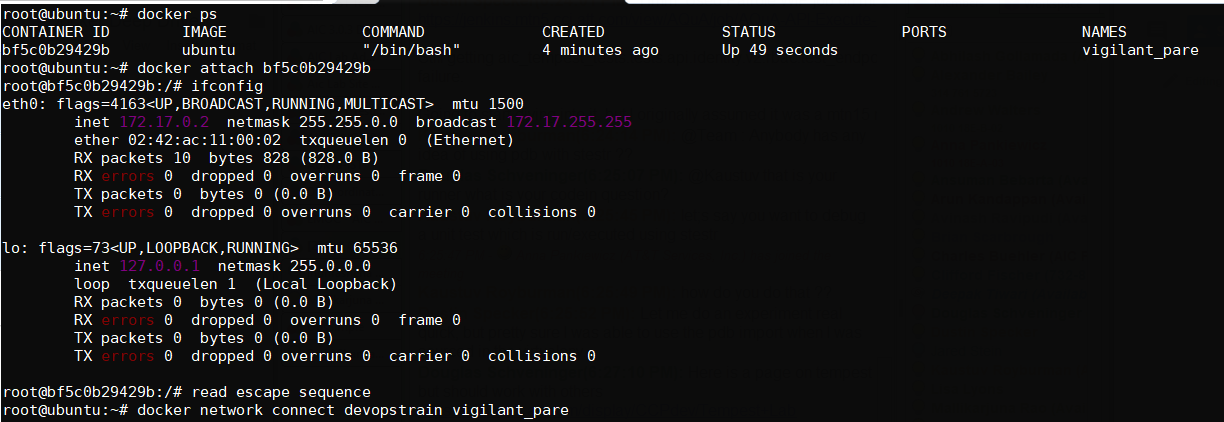 root@ubuntu:~# docker ps
CONTAINER ID        IMAGE               COMMAND             CREATED             STATUS              PORTS               NAMES
bf5c0b29429b        ubuntu              "/bin/bash"         4 minutes ago       Up 49 seconds                           vigilant_pare
root@ubuntu:~# docker attach bf5c0b29429b
root@bf5c0b29429b:/# ifconfig
eth0: flags=4163<UP,BROADCAST,RUNNING,MULTICAST>  mtu 1500
        inet 172.17.0.2  netmask 255.255.0.0  broadcast 172.17.255.255
        ether 02:42:ac:11:00:02  txqueuelen 0  (Ethernet)
        RX packets 10  bytes 828 (828.0 B)
        RX errors 0  dropped 0  overruns 0  frame 0
        TX packets 0  bytes 0 (0.0 B)
        TX errors 0  dropped 0 overruns 0  carrier 0  collisions 0

lo: flags=73<UP,LOOPBACK,RUNNING>  mtu 65536
        inet 127.0.0.1  netmask 255.0.0.0
        loop  txqueuelen 1  (Local Loopback)
        RX packets 0  bytes 0 (0.0 B)
        RX errors 0  dropped 0  overruns 0  frame 0
        TX packets 0  bytes 0 (0.0 B)
        TX errors 0  dropped 0 overruns 0  carrier 0  collisions 0

root@bf5c0b29429b:/# read escape sequence
root@ubuntu:~# docker network connect devopstrain vigilant_pare